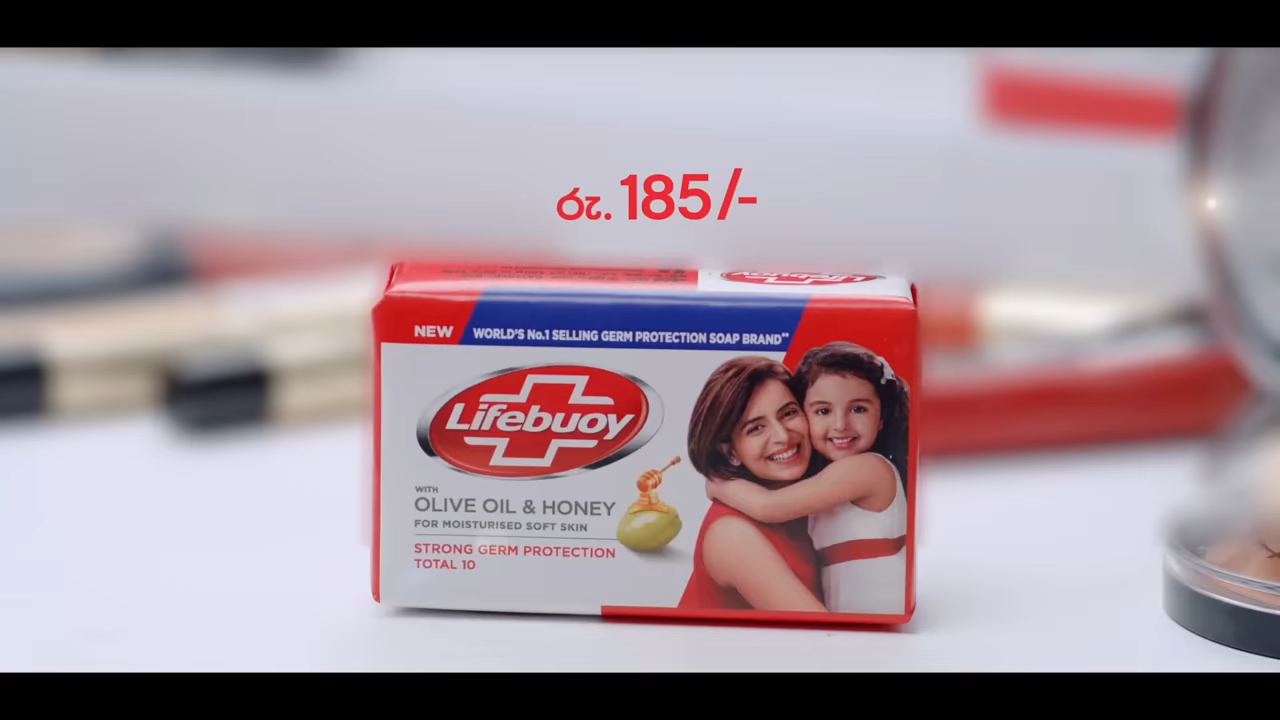 රු. 185/-
Lifebuoy
NEW WORLD'S No.1 SELLING GERM PROTECTION SOAP BRAND**
Lifebuoy
WITH
OLIVE OIL & HONEY
FOR MOISTURISED SOFT SKIN
STRONG GERM PROTECTION
TOTAL 10